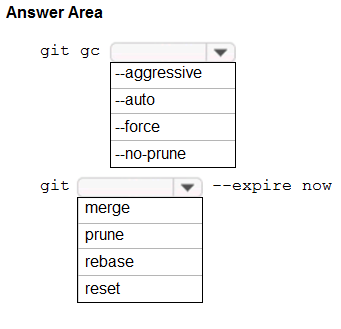 Answer Area
git gc
--aggressive
--auto
--force
--no-prune
git --expire now
merge
prune
rebase
reset